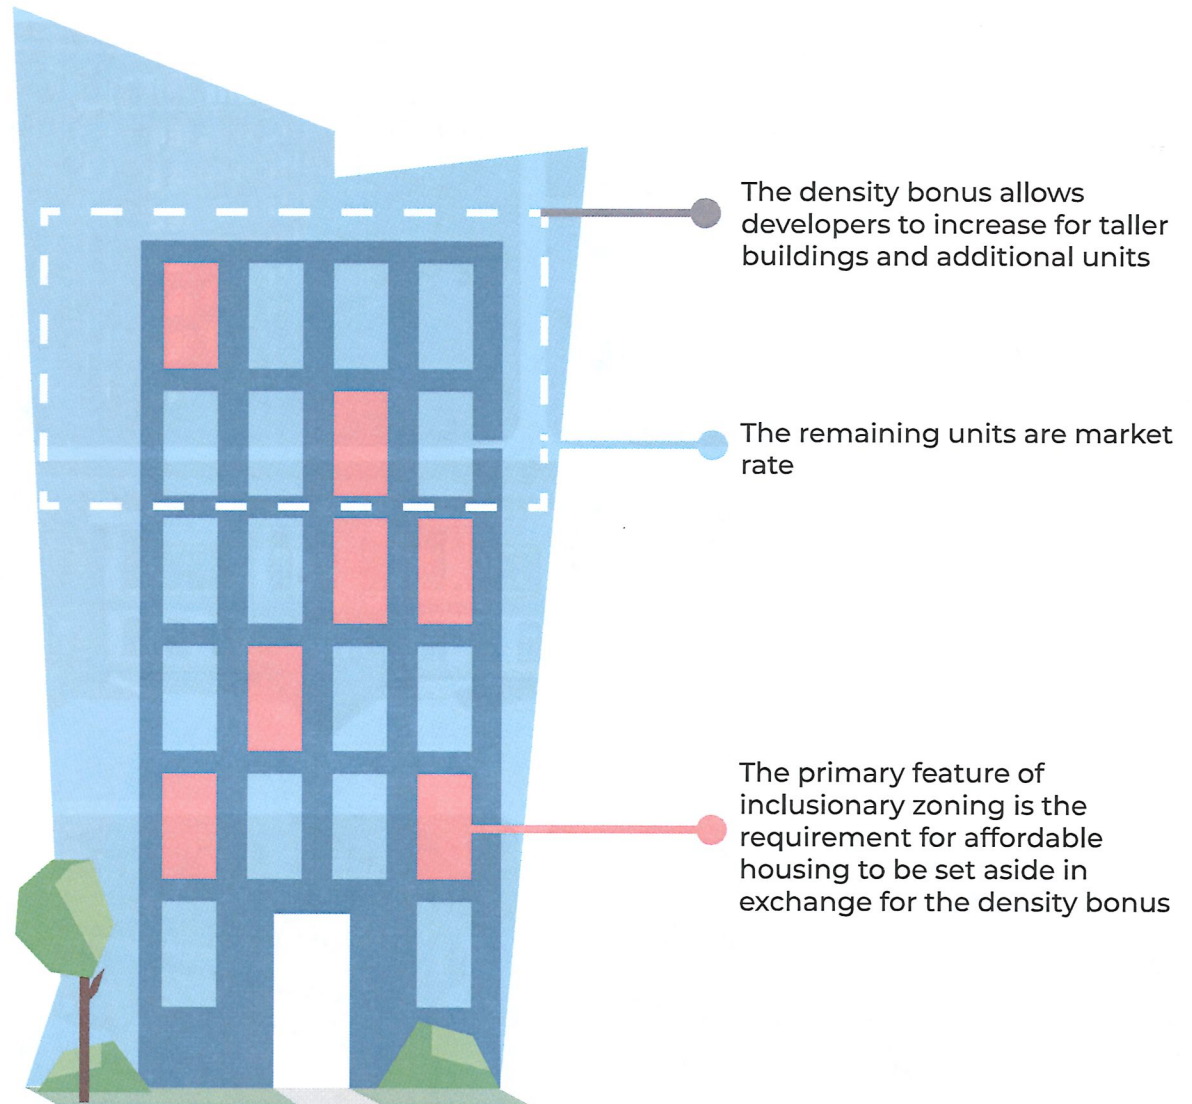 The density bonus allows
developers to increase for taller
buildings and additional units
The remaining units are market
rate
The primary feature of
inclusionary zoning is the
requirement for affordable
housing to be set aside in
exchange for the density bonus